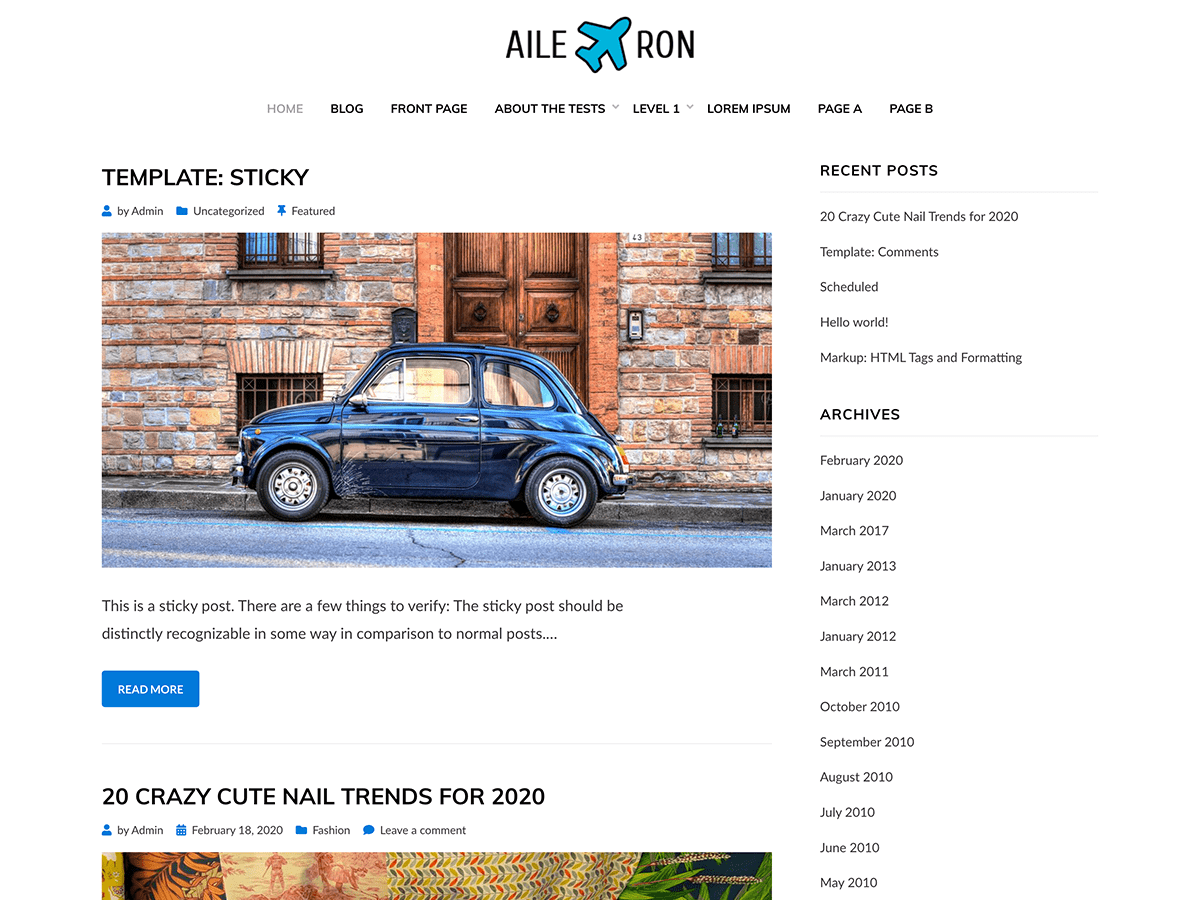 AILERON
HOME BLOG FRONT PAGE ABOUT THE TESTS LEVEL 1 LOREM IPSUM PAGE A PAGE B
TEMPLATE: STICKY
by Admin Uncategorized Featured
43
This is a sticky post. There are a few things to verify: The sticky post should be
distinctly recognizable in some way in comparison to normal posts.…
READ MORE
20 CRAZY CUTE NAIL TRENDS FOR 2020
by Admin February 18, 2020 Fashion Leave a comment
RECENT POSTS
20 Crazy Cute Nail Trends for 2020
Template: Comments
Scheduled
Hello world!
Markup: HTML Tags and Formatting
ARCHIVES
February 2020
January 2020
March 2017
January 2013
March 2012
January 2012
March 2011
October 2010
September 2010
August 2010
July 2010
June 2010
May 2010